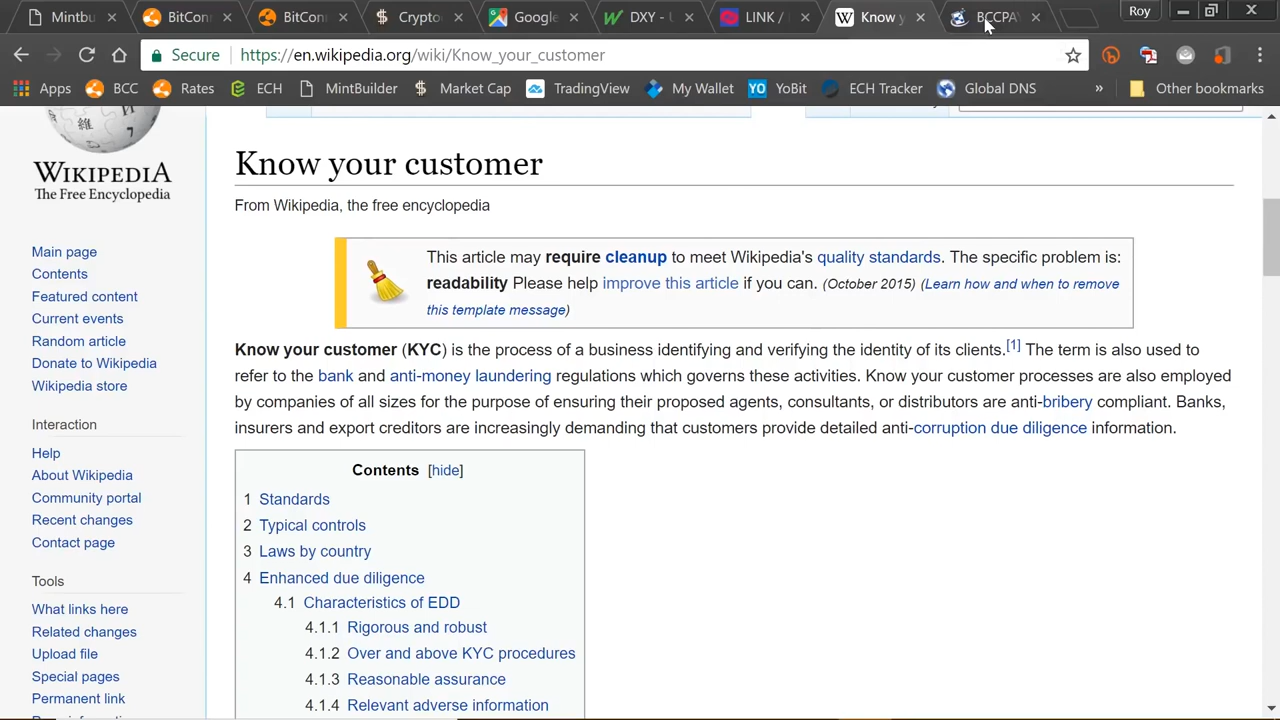 Mintbu
BitConn
BitConn
Crypto
Google
DXY - U
LINK /
Know y
BCCPAY
Roy
Secure
https://en.wikipedia.org/wiki/Know_your_customer
Apps
BCC
Rates
ECH
MintBuilder
Market Cap
TradingView
My Wallet
YoBit
ECH Tracker
Global DNS
»
Other bookmarks
WIKIPEDIA
The Free Encyclopedia
Main page
Contents
Featured content
Current events
Random article
Donate to Wikipedia
Wikipedia store
Interaction
Help
About Wikipedia
Community portal
Recent changes
Contact page
Tools
What links here
Related changes
Upload file
Special pages
Permanent link
Know your customer
From Wikipedia, the free encyclopedia
This article may require cleanup to meet Wikipedia's quality standards. The specific problem is:
readability Please help improve this article if you can. (October 2015) (Learn how and when to remove
this template message)
Know your customer (KYC) is the process of a business identifying and verifying the identity of its clients.[1] The term is also used to
refer to the bank and anti-money laundering regulations which governs these activities. Know your customer processes are also employed
by companies of all sizes for the purpose of ensuring their proposed agents, consultants, or distributors are anti-bribery compliant. Banks,
insurers and export creditors are increasingly demanding that customers provide detailed anti-corruption due diligence information.
Contents [hide]
1 Standards
2 Typical controls
3 Laws by country
4 Enhanced due diligence
4.1 Characteristics of EDD
4.1.1 Rigorous and robust
4.1.2 Over and above KYC procedures
4.1.3 Reasonable assurance
4.1.4 Relevant adverse information